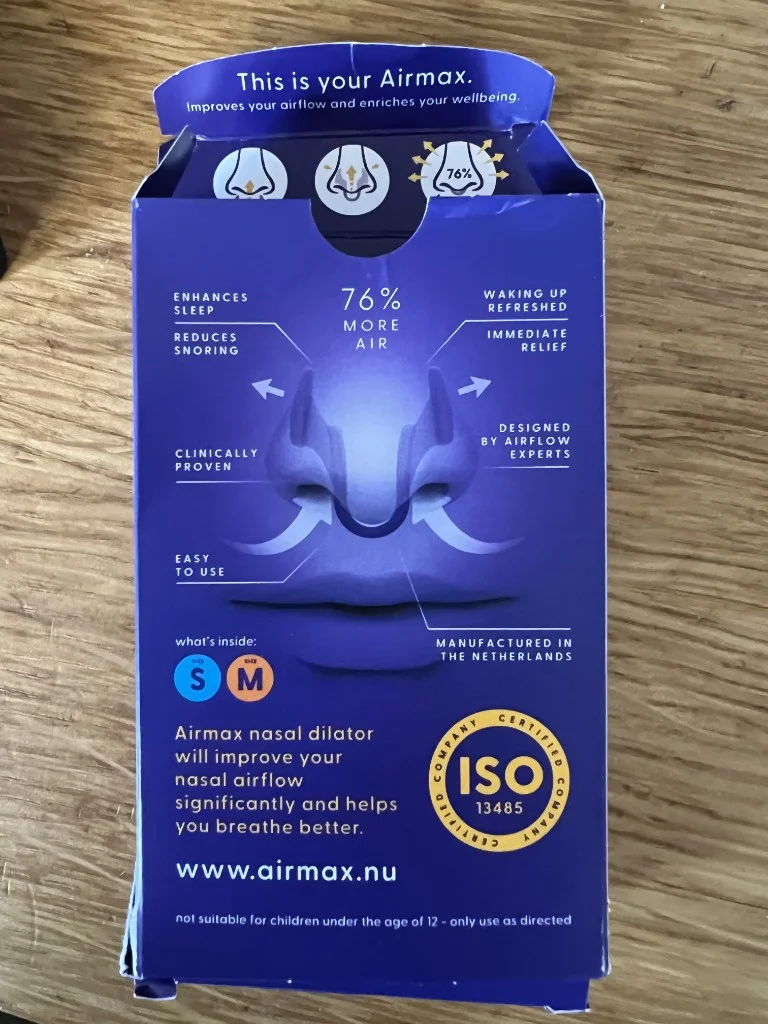 This is your Airmax.
Improves your airflow and enriches your wellbeing.
76%
76%
MORE
AIR
ENHANCES
SLEEP
REDUCES
SNORING
WAKING UP
REFRESHED
IMMEDIATE
RELIEF
CLINICALLY
PROVEN
DESIGNED
BY AIRFLOW
EXPERTS
EASY
TO USE
MANUFACTURED IN
THE NETHERLANDS
what's inside:
size
S
size
M
Airmax nasal dilator
will improve your
nasal airflow
significantly and helps
you breathe better.
CERTIFIED COMPANY
ISO
13485
CERTIFIED COMPANY
www.airmax.nu
not suitable for children under the age of 12 - only use as directed